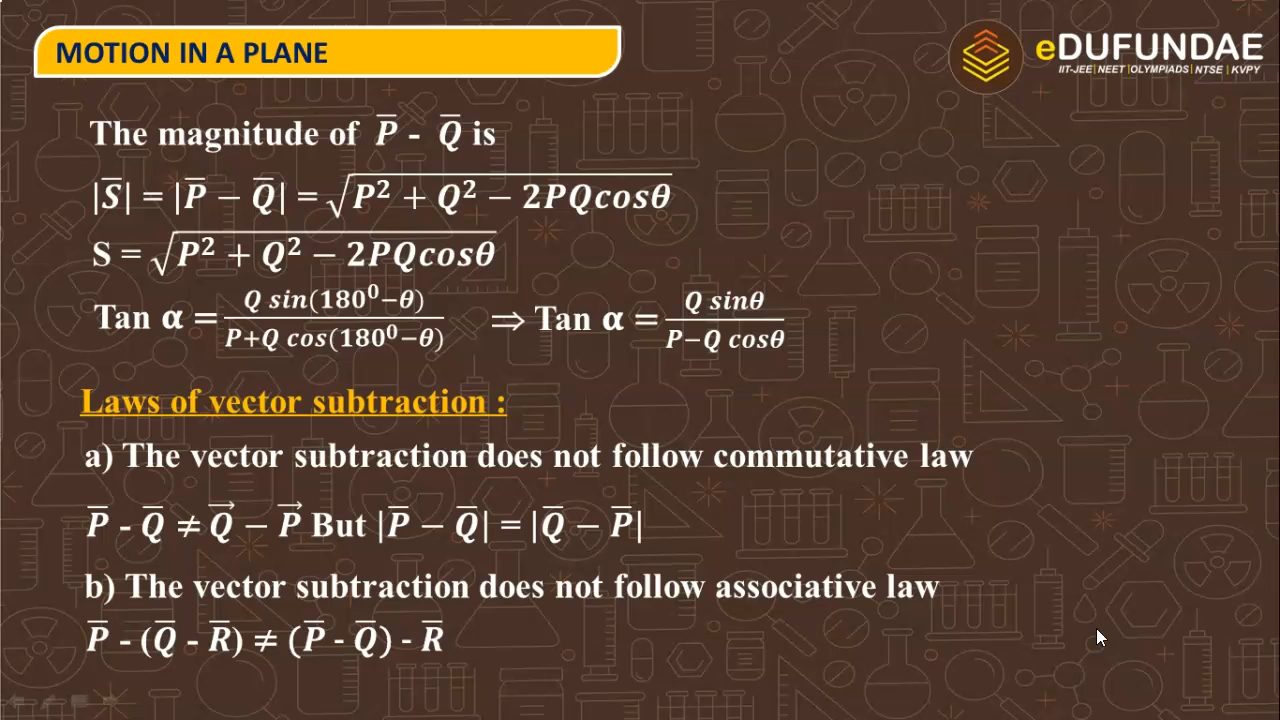 MOTION IN A PLANE
eDUFUNDAE
IIT-JEE|NEET|OLYMPIADS|NTSE|KVPY
The magnitude of P̅ - Q̅ is
|S̅| = |P̅ − Q̅| = √(P² + Q² − 2PQcosθ)
S = √(P² + Q² − 2PQcosθ)
Tan α = (Q sin(180⁰−θ))/(P+Q cos(180⁰−θ)) ⇒ Tan α = (Q sinθ)/(P−Q cosθ)
Laws of vector subtraction :
a) The vector subtraction does not follow commutative law
P̅ - Q̅ ≠ Q⃗ − P⃗ But |P̅ − Q̅| = |Q̅ − P̅|
b) The vector subtraction does not follow associative law
P̅ - (Q̅ - R̅) ≠ (P̅ - Q̅) - R̅